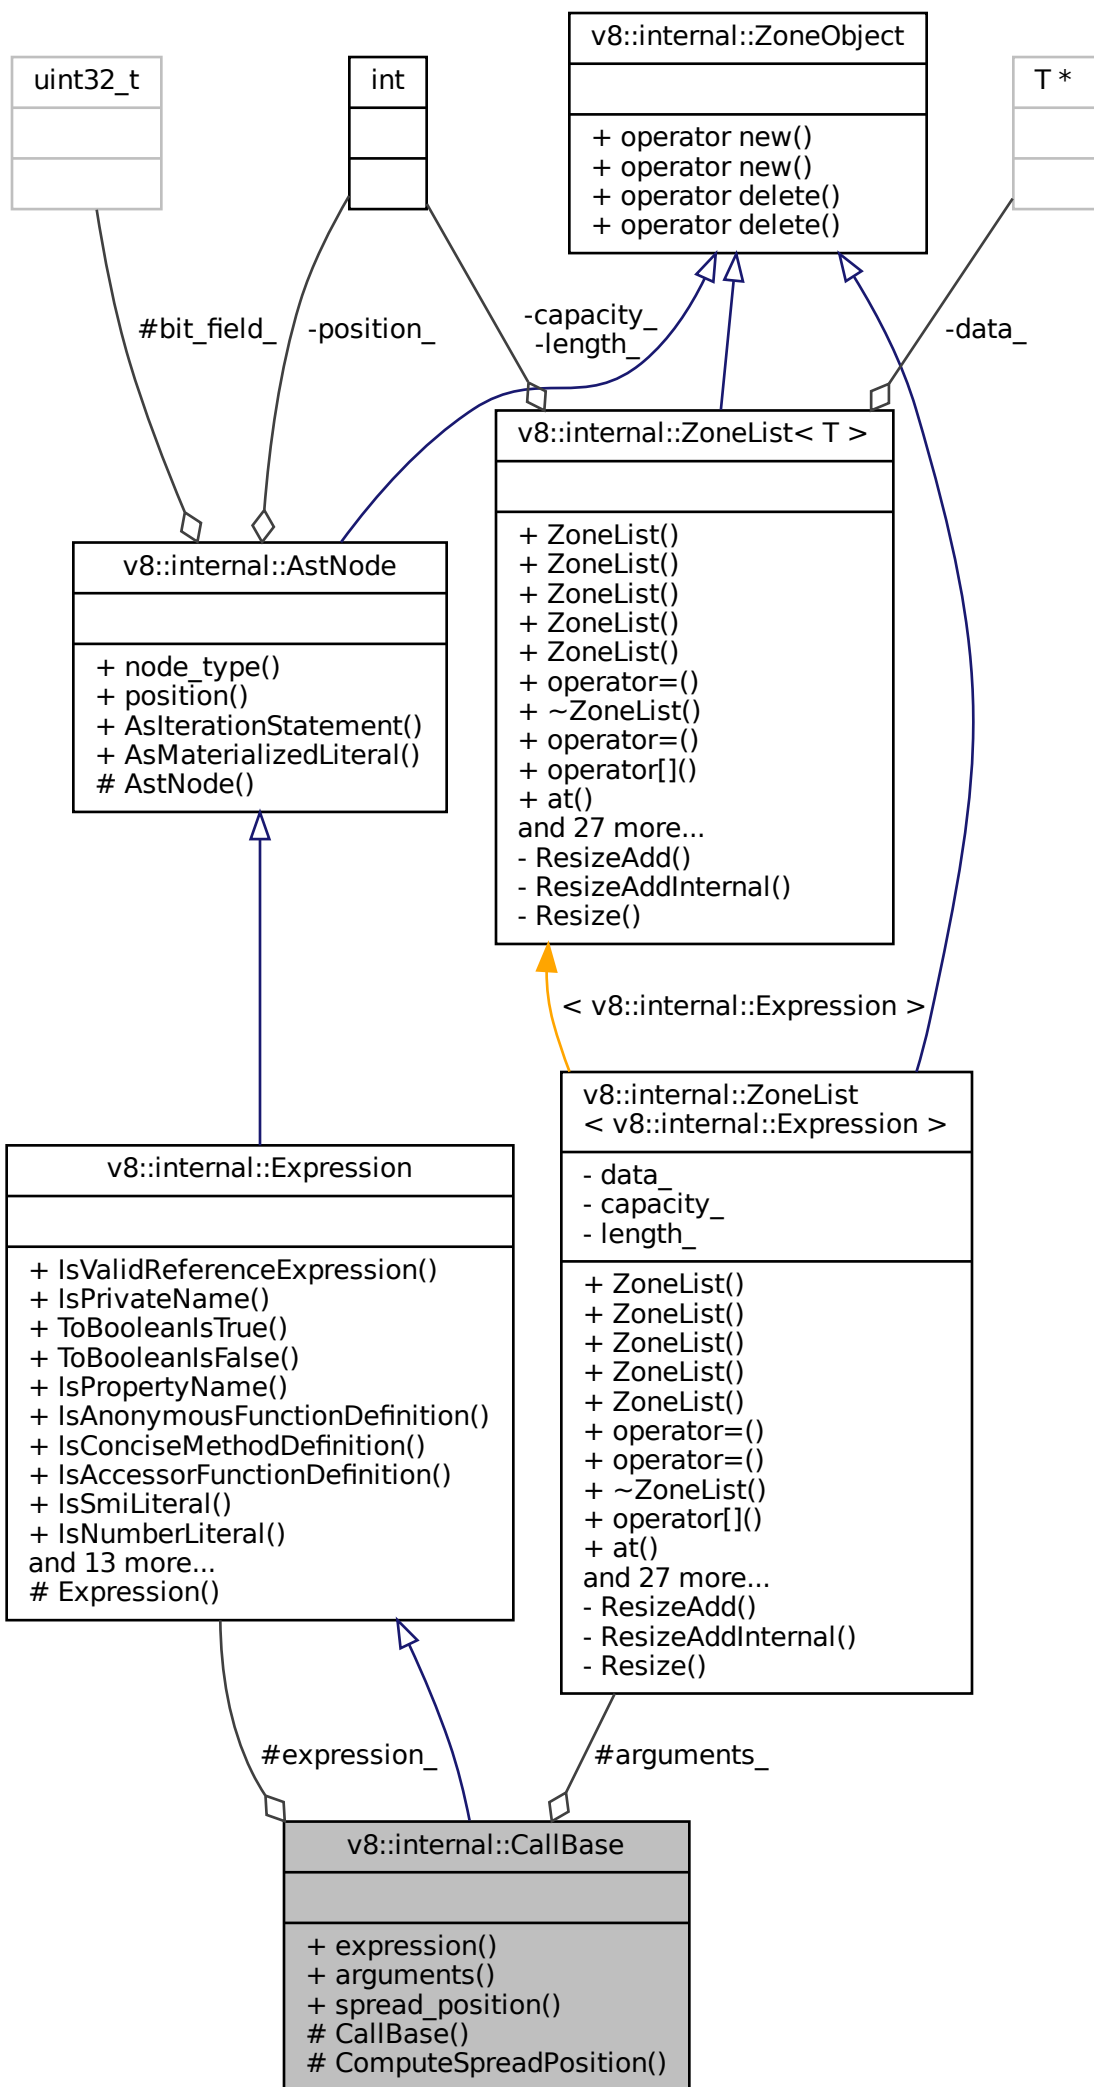 v8::internal::ZoneObject
+ operator new()
+ operator new()
+ operator delete()
+ operator delete()
uint32_t
int
T *
#bit_field_
-position_
-capacity_
-length_
-data_
v8::internal::ZoneList< T >
+ ZoneList()
+ ZoneList()
+ ZoneList()
+ ZoneList()
+ ZoneList()
+ operator=()
+ ~ZoneList()
+ operator=()
+ operator[]()
+ at()
and 27 more...
- ResizeAdd()
- ResizeAddInternal()
- Resize()
v8::internal::AstNode
+ node_type()
+ position()
+ AsIterationStatement()
+ AsMaterializedLiteral()
# AstNode()
< v8::internal::Expression >
v8::internal::ZoneList
< v8::internal::Expression >
- data_
- capacity_
- length_
+ ZoneList()
+ ZoneList()
+ ZoneList()
+ ZoneList()
+ ZoneList()
+ operator=()
+ operator=()
+ ~ZoneList()
+ operator[]()
+ at()
and 27 more...
- ResizeAdd()
- ResizeAddInternal()
- Resize()
v8::internal::Expression
+ IsValidReferenceExpression()
+ IsPrivateName()
+ ToBooleanIsTrue()
+ ToBooleanIsFalse()
+ IsPropertyName()
+ IsAnonymousFunctionDefinition()
+ IsConciseMethodDefinition()
+ IsAccessorFunctionDefinition()
+ IsSmiLiteral()
+ IsNumberLiteral()
and 13 more...
# Expression()
#expression_
#arguments_
v8::internal::CallBase
+ expression()
+ arguments()
+ spread_position()
# CallBase()
# ComputeSpreadPosition()